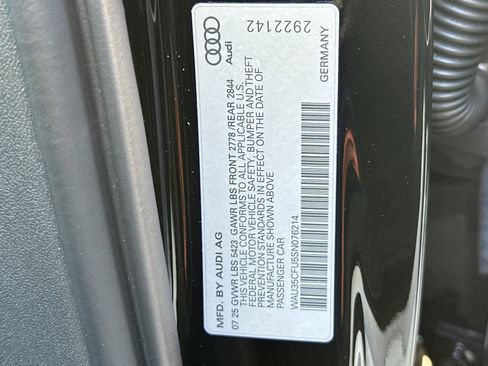 MFD. BY AUDI AG
Audi
07 25 GVWR LBS 5423 GAWR LBS FRONT 2778 /REAR 2844
THIS VEHICLE CONFORMS TO ALL APPLICABLE U.S.
FEDERAL MOTOR VEHICLE SAFETY, BUMPER AND THEFT
PREVENTION STANDARDS IN EFFECT ON THE DATE OF
MANUFACTURE SHOWN ABOVE
PASSENGER CAR
WAU35CFU5SN076214
GERMANY
2922142